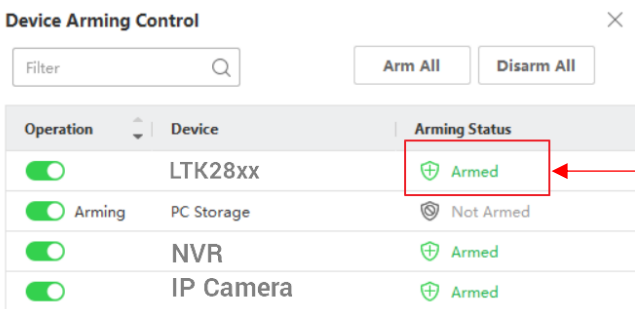 Device Arming Control
Filter
Arm All Disarm All
Operation Device Arming Status
LTK28xx Armed
Arming PC Storage Not Armed
NVR Armed
IP Camera Armed